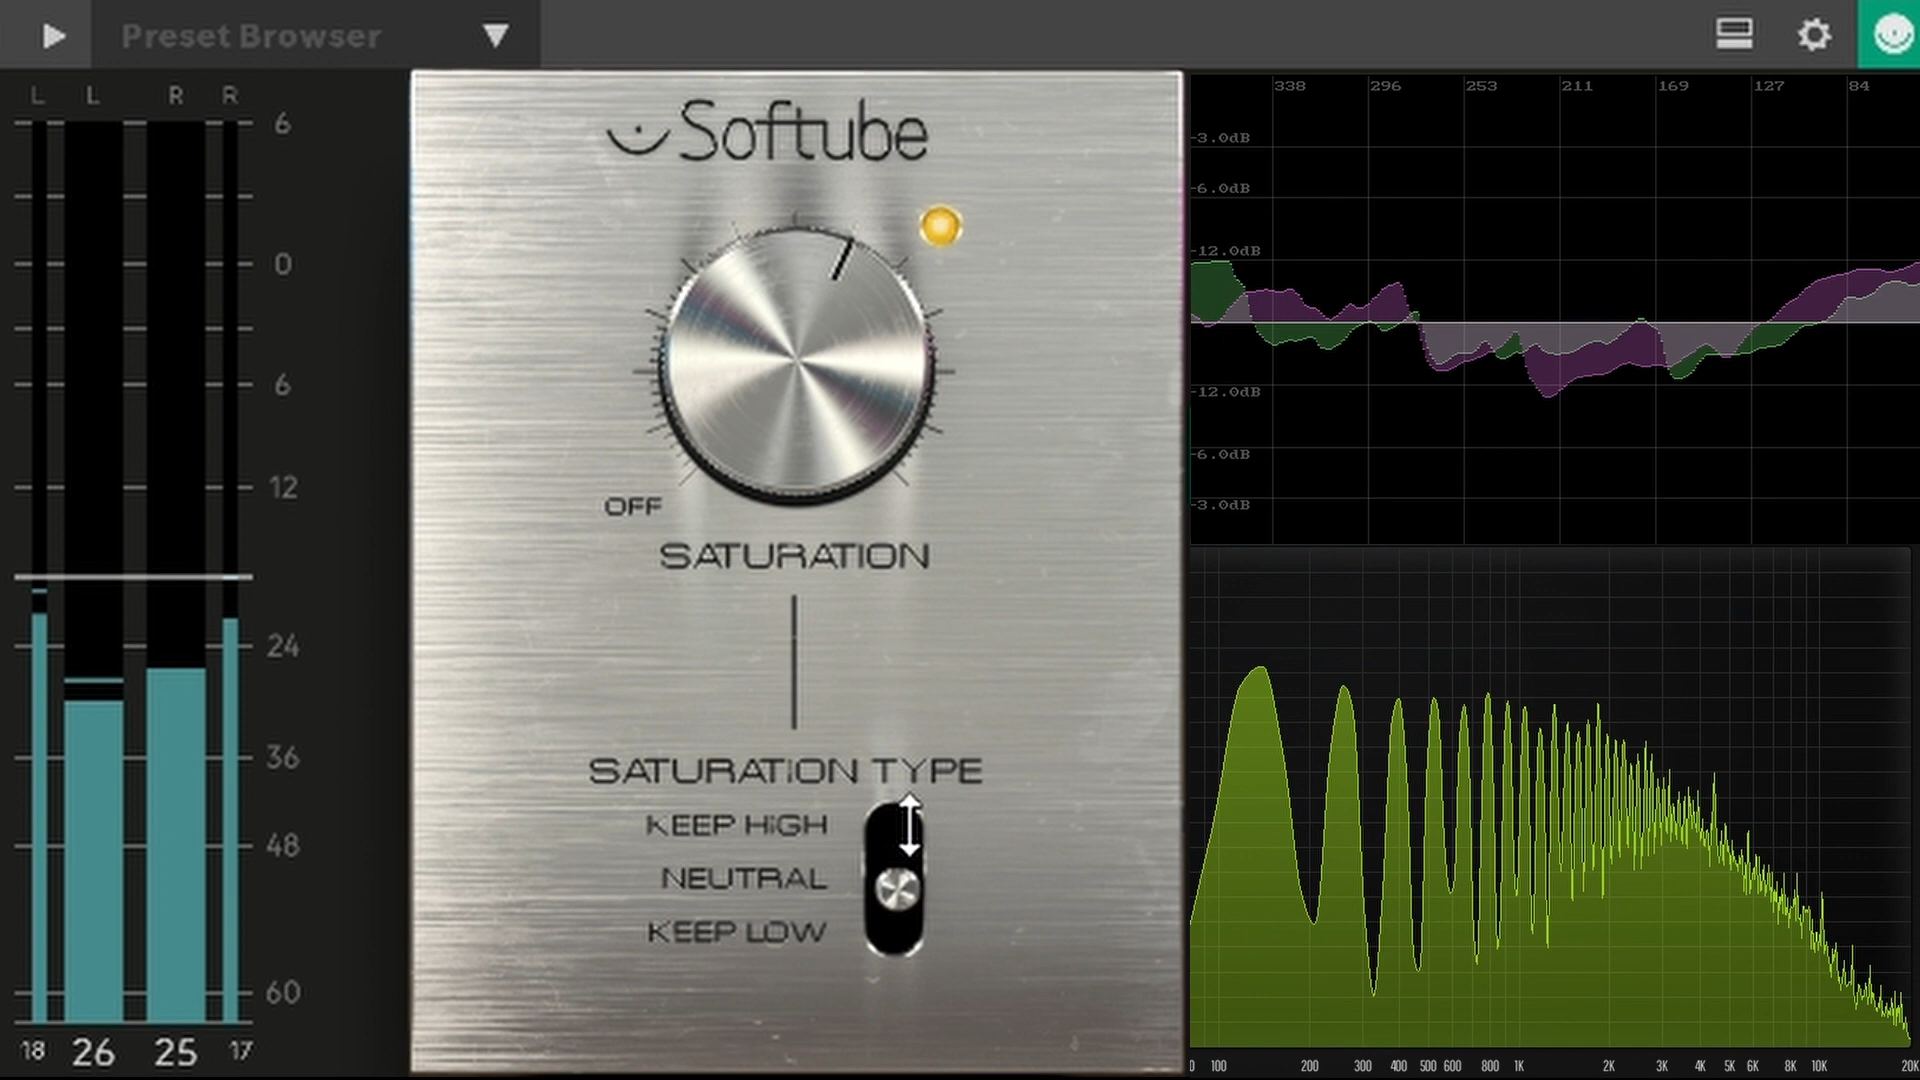 Preset Browser
L L R R
6
0
6
12
24
36
48
60
18 26 25 17
Softube
OFF
SATURATION
SATURATION TYPE
KEEP HIGH
NEUTRAL
KEEP LOW
338 296 253 211 169 127 84
-3.0dB
-6.0dB
-12.0dB
-12.0dB
-6.0dB
-3.0dB
0 100 200 300 400 500 600 800 1K 2K 3K 4K 5K 6K 8K 10K 20K